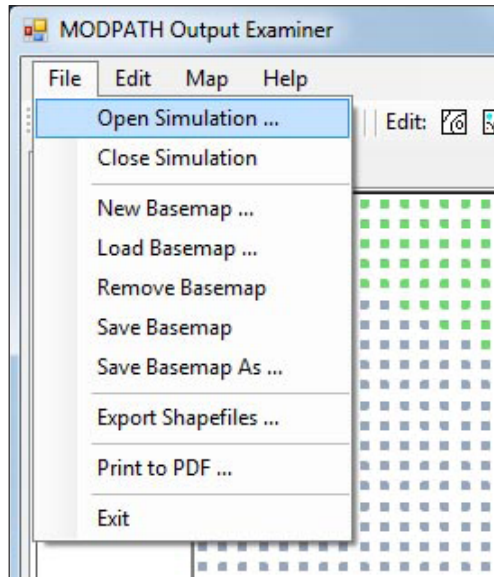 MODPATH Output Examiner
File Edit Map Help
Edit:
Open Simulation ...
Close Simulation
New Basemap ...
Load Basemap ...
Remove Basemap
Save Basemap
Save Basemap As ...
Export Shapefiles ...
Print to PDF ...
Exit